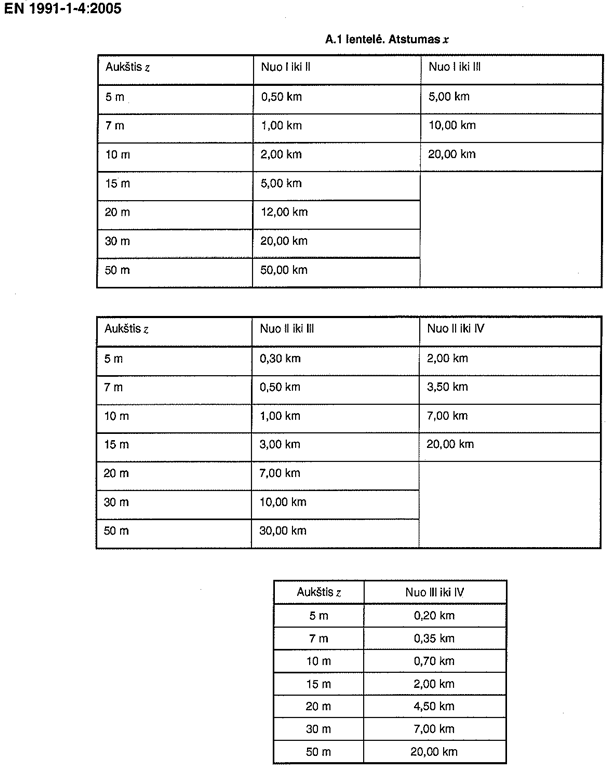 EN 1991-1-4:2005
A.1 lentelė. Atstumas x
Aukštis z Nuo I iki II Nuo I iki III
5 m 0,50 km 5,00 km
7 m 1,00 km 10,00 km
10 m 2,00 km 20,00 km
15 m 5,00 km
20 m 12,00 km
30 m 20,00 km
50 m 50,00 km
Aukštis z Nuo II iki III Nuo II iki IV
5 m 0,30 km 2,00 km
7 m 0,50 km 3,50 km
10 m 1,00 km 7,00 km
15 m 3,00 km 20,00 km
20 m 7,00 km
30 m 10,00 km
50 m 30,00 km
Aukštis z Nuo III iki IV
5 m 0,20 km
7 m 0,35 km
10 m 0,70 km
15 m 2,00 km
20 m 4,50 km
30 m 7,00 km
50 m 20,00 km